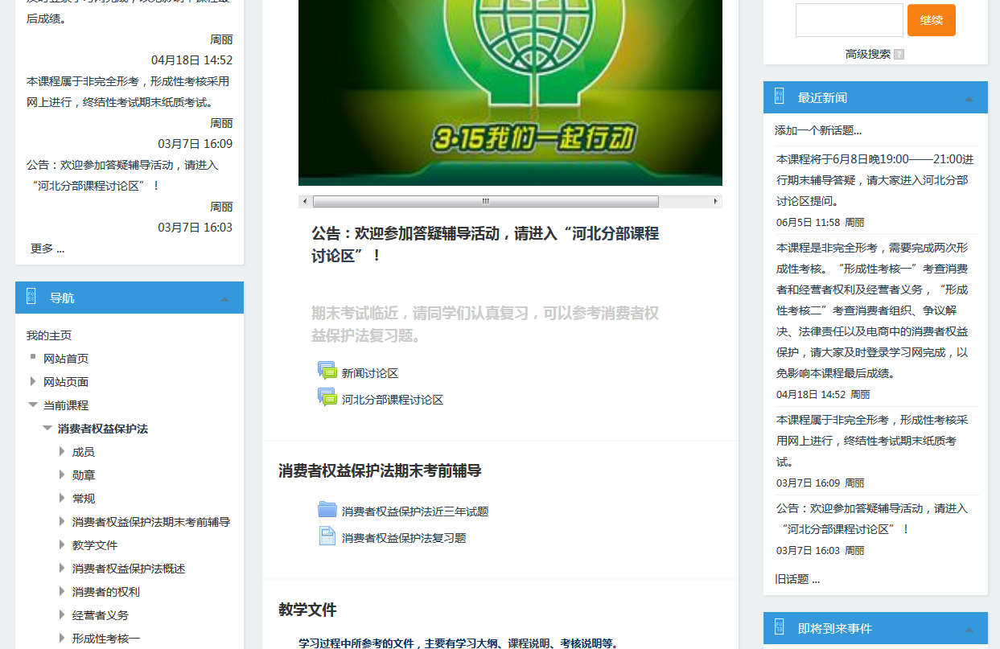 后成绩。
周丽
04月18日 14:52
本课程属于非完全形考，形成性考核采用
网上进行，终结性考试期末纸质考试。
周丽
03月7日 16:09
公告：欢迎参加答疑辅导活动，请进入
“河北分部课程讨论区”！
周丽
03月7日 16:03
更多 ...
导航
我的主页
网站首页
网站页面
当前课程
消费者权益保护法
成员
勋章
常规
消费者权益保护法期末考前辅导
教学文件
消费者权益保护法概述
消费者的权利
经营者义务
形成性考核一
3·15我们一起行动
公告：欢迎参加答疑辅导活动，请进入“河北分部课程
讨论区”！
期末考试临近，请同学们认真复习，可以参考消费者权
益保护法复习题。
新闻讨论区
河北分部课程讨论区
消费者权益保护法期末考前辅导
消费者权益保护法近三年试题
消费者权益保护法复习题
教学文件
学习过程中所参考的文件，主要有学习大纲、课程说明、考核说明等。
继续
高级搜索 ?
最近新闻
添加一个新话题...
本课程将于6月8日晚19:00——21:00进
行期末辅导答疑，请大家进入河北分部
讨论区提问。
06月5日 11:58 周丽
本课程是非完全形考，需要完成两次形
成性考核。“形成性考核一”考查消费
者和经营者权利及经营者义务，“形成
性考核二”考查消费者组织、争议解
决、法律责任以及电商中的消费者权益
保护，请大家及时登录学习网完成，以
免影响本课程最后成绩。
04月18日 14:52 周丽
本课程属于非完全形考，形成性考核采
用网上进行，终结性考试期末纸质考
试。
03月7日 16:09 周丽
公告：欢迎参加答疑辅导活动，请进入
“河北分部课程讨论区”！
03月7日 16:03 周丽
旧话题 ...
即将到来事件